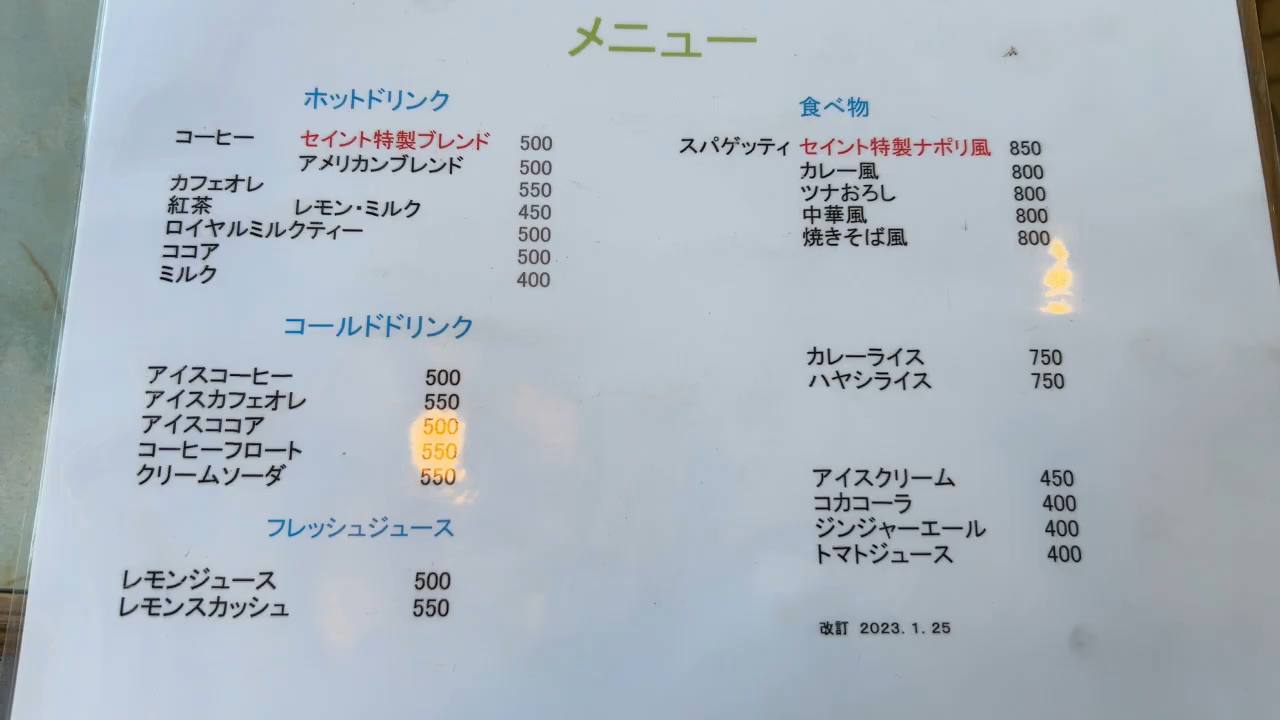 メニュー
ホットドリンク
コーヒー セイント特製ブレンド 500
アメリカンブレンド 500
カフェオレ 550
紅茶 レモン・ミルク 450
ロイヤルミルクティー 500
ココア 500
ミルク 400
コールドドリンク
アイスコーヒー 500
アイスカフェオレ 550
アイスココア 500
コーヒーフロート 550
クリームソーダ 550
フレッシュジュース
レモンジュース 500
レモンスカッシュ 550
食べ物
スパゲッティ セイント特製ナポリ風 850
カレー風 800
ツナおろし 800
中華風 800
焼きそば風 800
カレーライス 750
ハヤシライス 750
アイスクリーム 450
コカコーラ 400
ジンジャーエール 400
トマトジュース 400
改訂 2023.1.25